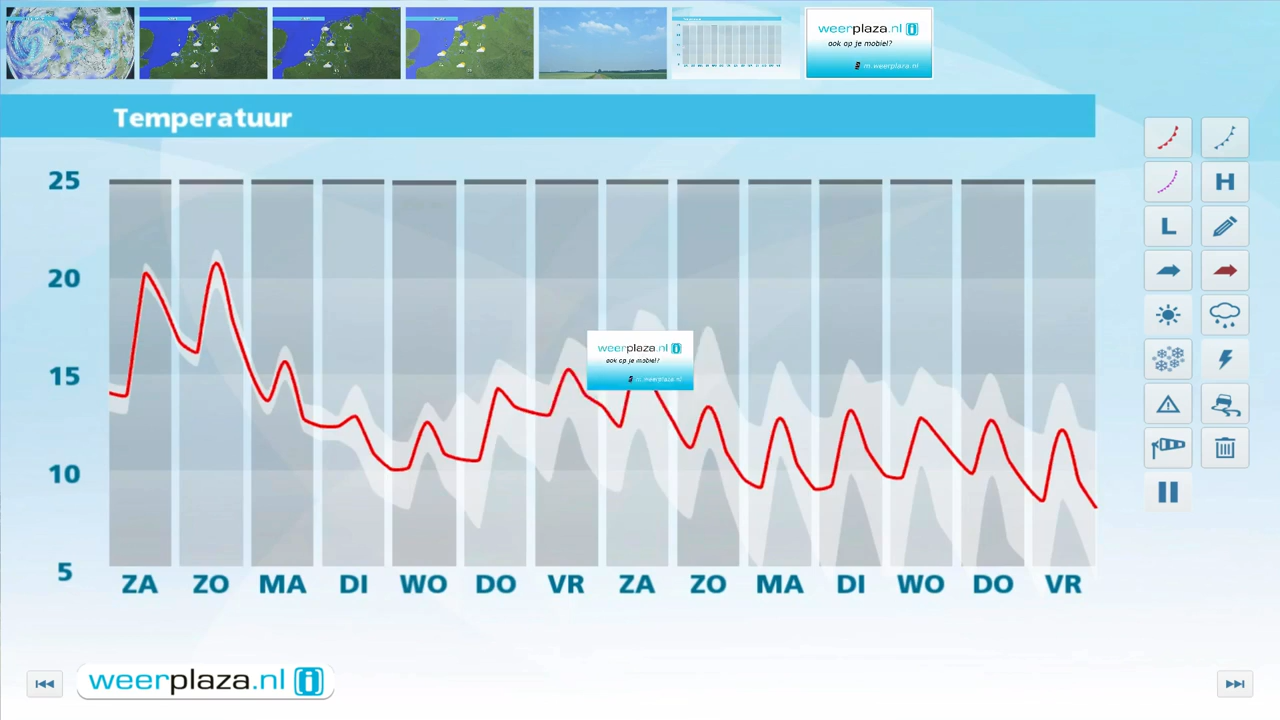 weerplaza.nl i
ook op je mobiel?
m.weerplaza.nl
Temperatuur
25
20
15
10
5
weerplaza.nl i
ook op je mobiel?
m.weerplaza.nl
ZA ZO MA DI WO DO VR ZA ZO MA DI WO DO VR
H
L
weerplaza.nl i